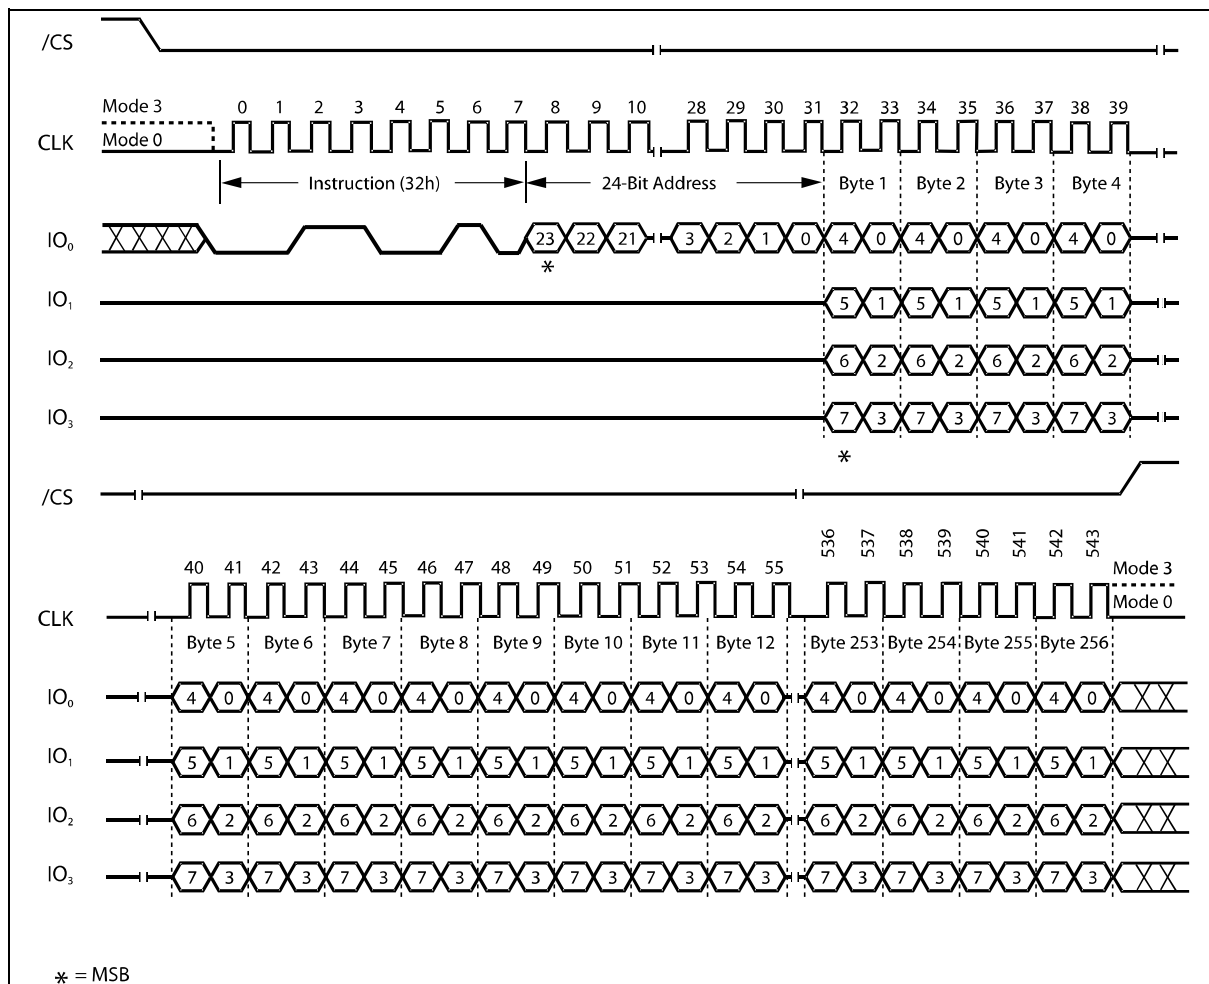 /CS
0 1 2 3 4 5 6 7 8 9 10 28 29 30 31 32 33 34 35 36 37 38 39
Mode 3
CLK
Mode 0
Instruction (32h) 24-Bit Address Byte 1 Byte 2 Byte 3 Byte 4
IO0 23 22 21 3 2 1 0 4 0 4 0 4 0 4 0
*
IO1 5 1 5 1 5 1 5 1
IO2 6 2 6 2 6 2 6 2
IO3 7 3 7 3 7 3 7 3
*
/CS
536 537 538 539 540 541 542 543
40 41 42 43 44 45 46 47 48 49 50 51 52 53 54 55 Mode 3
CLK Mode 0
Byte 5 Byte 6 Byte 7 Byte 8 Byte 9 Byte 10 Byte 11 Byte 12 Byte 253 Byte 254 Byte 255 Byte 256
IO0 4 0 4 0 4 0 4 0 4 0 4 0 4 0 4 0 4 0 4 0 4 0 4 0
IO1 5 1 5 1 5 1 5 1 5 1 5 1 5 1 5 1 5 1 5 1 5 1 5 1
IO2 6 2 6 2 6 2 6 2 6 2 6 2 6 2 6 2 6 2 6 2 6 2 6 2
IO3 7 3 7 3 7 3 7 3 7 3 7 3 7 3 7 3 7 3 7 3 7 3 7 3
* = MSB